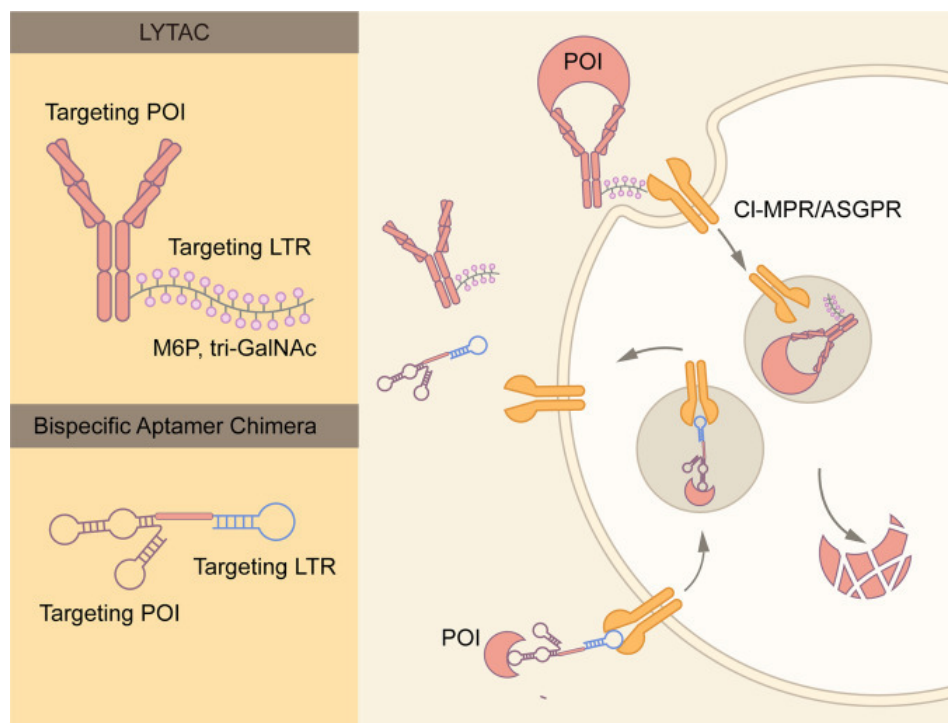 LYTAC
Targeting POI
Targeting LTR
M6P, tri-GalNAc
Bispecific Aptamer Chimera
Targeting LTR
Targeting POI
POI
CI-MPR/ASGPR
POI